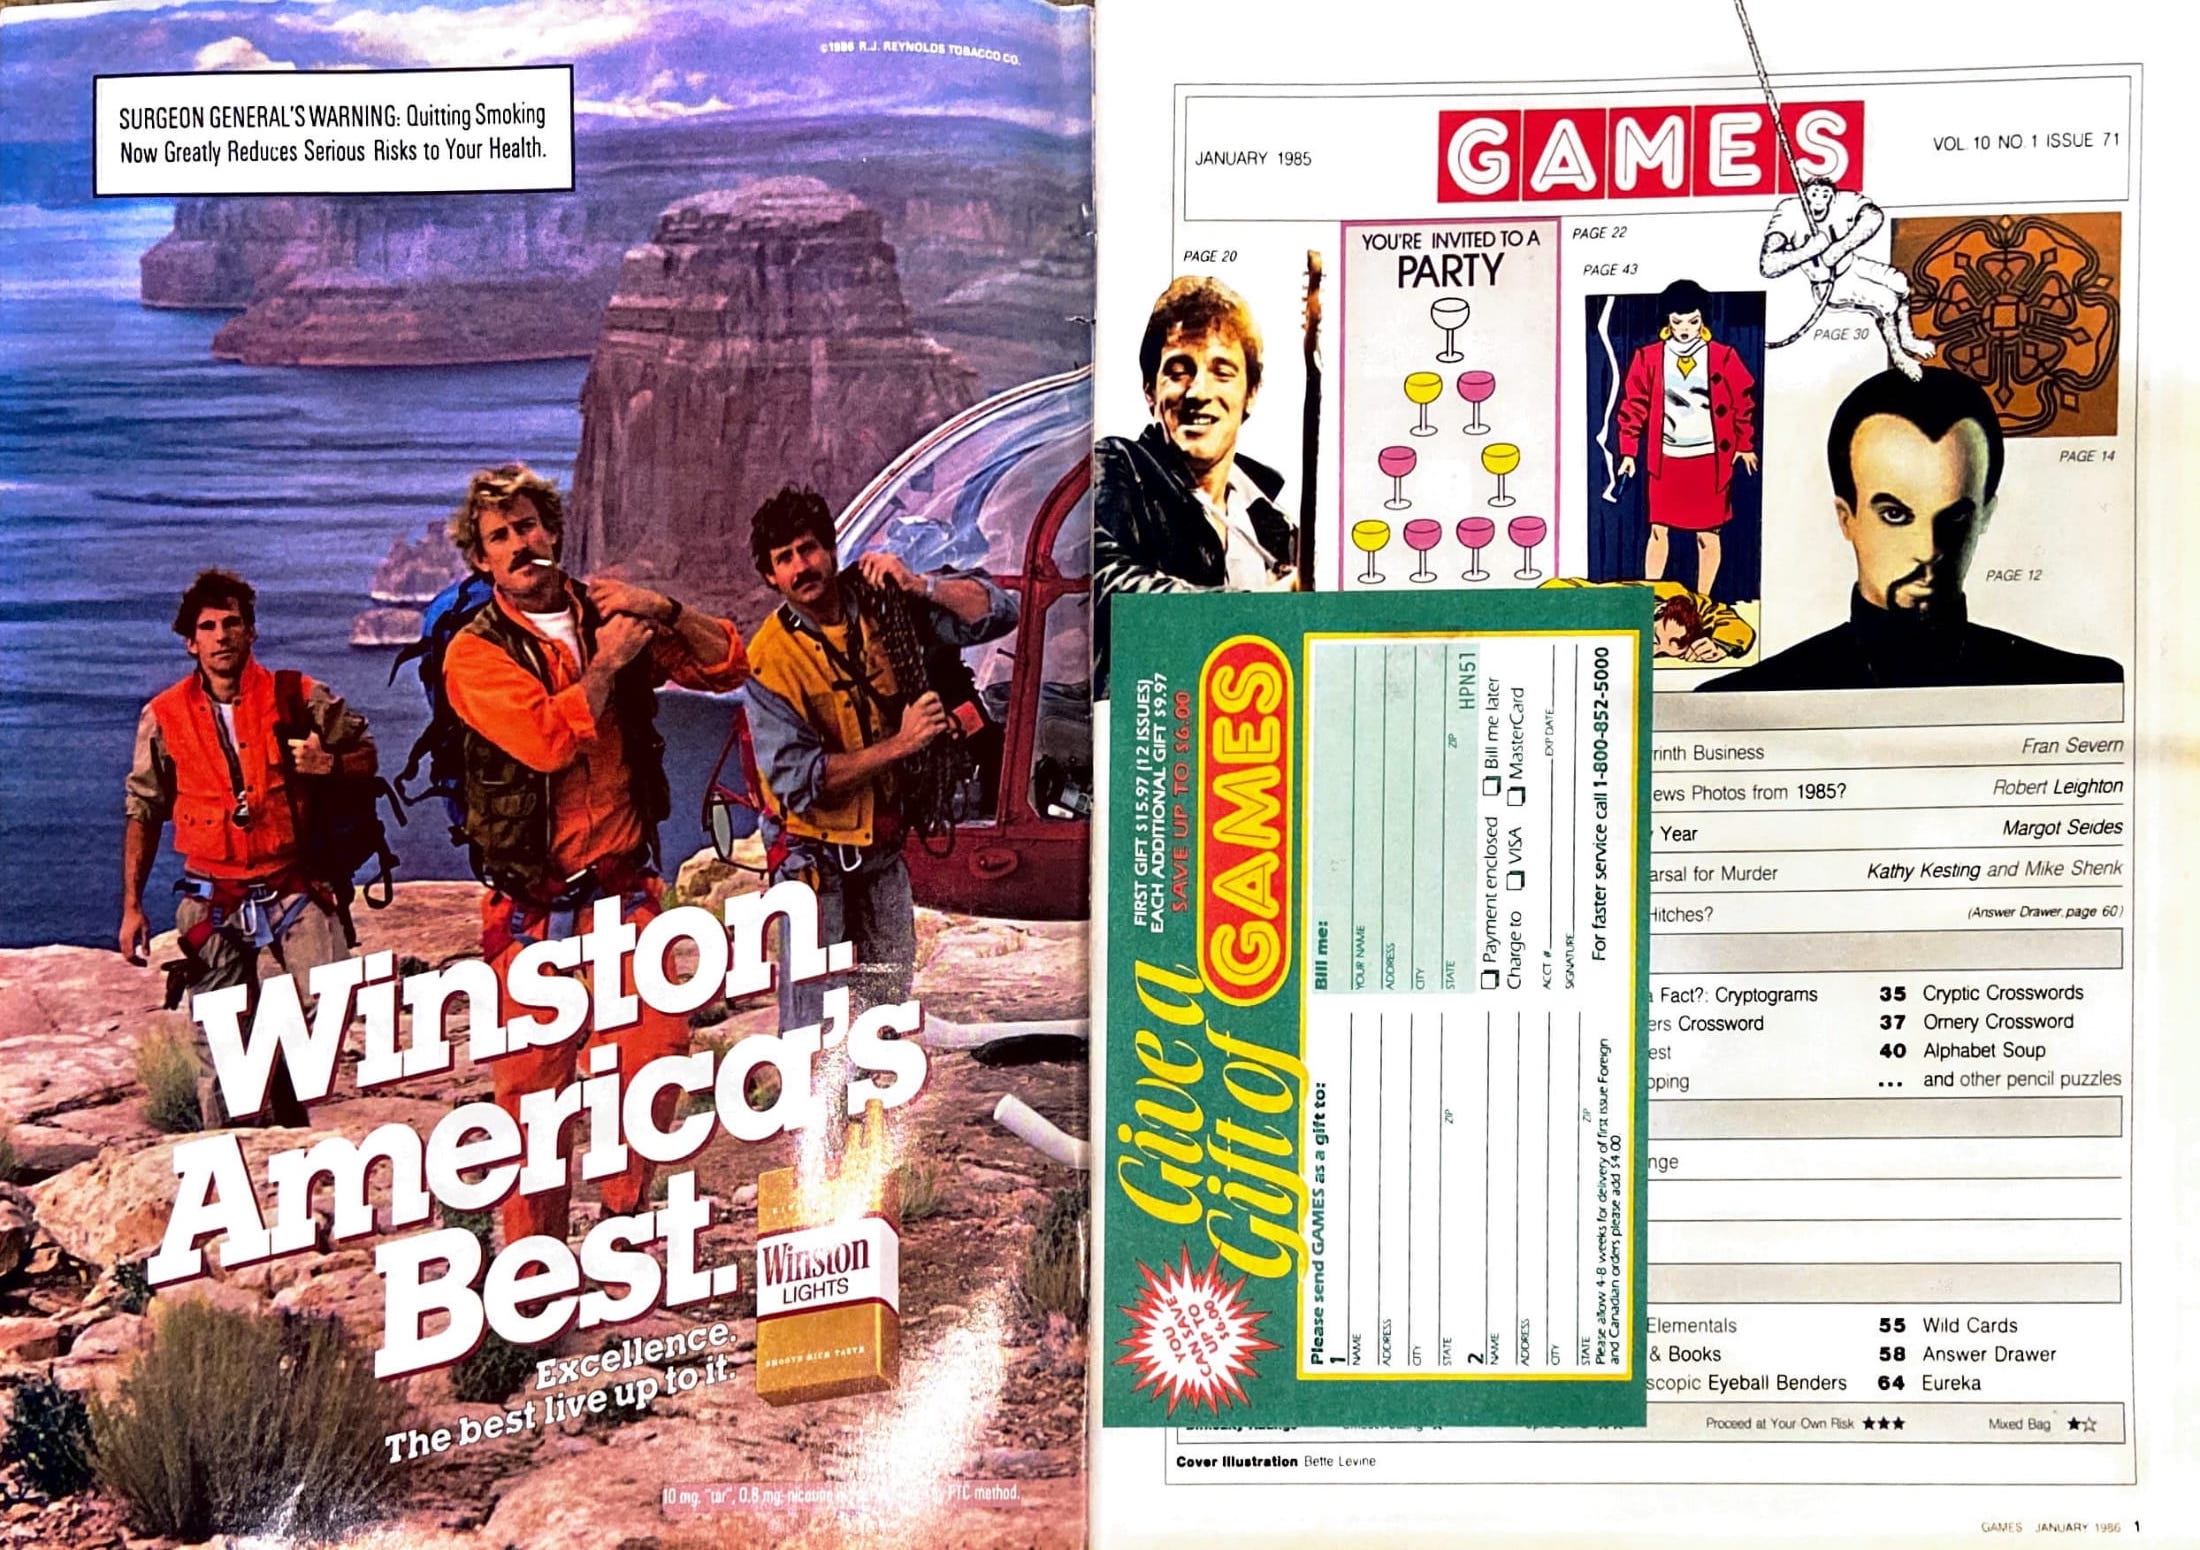 ©1986 R.J. REYNOLDS TOBACCO CO.
SURGEON GENERAL'S WARNING: Quitting Smoking
Now Greatly Reduces Serious Risks to Your Health.
Winston.
America's
Best.
Excellence.
The best live up to it.
Winston
LIGHTS
SMOOTH RICH TASTE
10 mg. "tar", 0.8 mg. nicotine
FTC method.
JANUARY 1985
GAMES
VOL. 10 NO. 1 ISSUE 71
PAGE 20
YOU'RE INVITED TO A
PARTY
PAGE 22
PAGE 43
PAGE 30
PAGE 14
PAGE 12
FIRST GIFT $15.97 (12 ISSUES)
EACH ADDITIONAL GIFT $9.97
SAVE UP TO $6.00
Give a
Gift of
GAMES
YOU
CAN SAVE
UP TO
$6.00
Please send GAMES as a gift to:
1
NAME
ADDRESS
CITY
STATE ZIP
2
NAME
ADDRESS
CITY
STATE ZIP
Please allow 4-8 weeks for delivery of first issue Foreign
and Canadian orders please add $4.00
Bill me:
YOUR NAME
ADDRESS
CITY
STATE ZIP
HPN51
Payment enclosed Bill me later
Charge to VISA MasterCard
ACCT # EXP DATE
SIGNATURE
For faster service call 1-800-852-5000
rinth Business Fran Severn
ews Photos from 1985? Robert Leighton
Year Margot Seides
arsal for Murder Kathy Kesting and Mike Shenk
Hitches? (Answer Drawer, page 60)
Fact?: Cryptograms 35 Cryptic Crosswords
ers Crossword 37 Ornery Crossword
est 40 Alphabet Soup
pping ... and other pencil puzzles
nge
Elementals 55 Wild Cards
& Books 58 Answer Drawer
scopic Eyeball Benders 64 Eureka
Proceed at Your Own Risk ★★★ Mixed Bag ★☆
Cover Illustration Bette Levine
GAMES JANUARY 1986 1